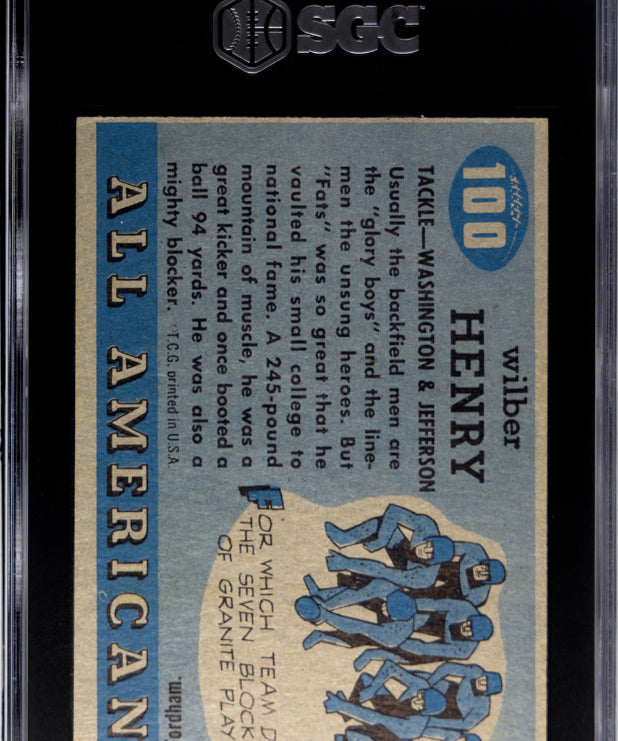 SGC
100
wilber
HENRY
TACKLE—WASHINGTON & JEFFERSON
Usually the backfield men are
the "glory boys" and the line-
men the unsung heroes. But
"Fats" was so great that he
vaulted his small college to
national fame. A 245-pound
mountain of muscle, he was a
great kicker and once booted a
ball 94 yards. He was also a
mighty blocker. T.C.G. printed in U.S.A.
FOR WHICH TEAM D
THE SEVEN BLOCK
OF GRANITE PLAY
ordham.
ALL AMERICAN